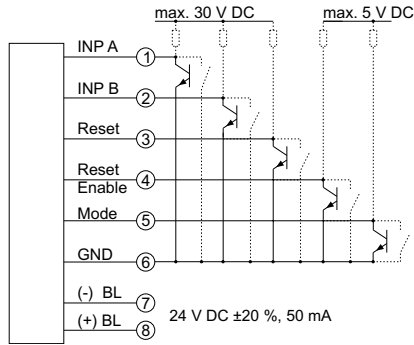 max. 30 V DC
max. 5 V DC
INP A
1
INP B
2
Reset
3
Reset
Enable
4
Mode
5
GND
6
(-) BL
7
(+) BL
8
24 V DC ±20 %, 50 mA